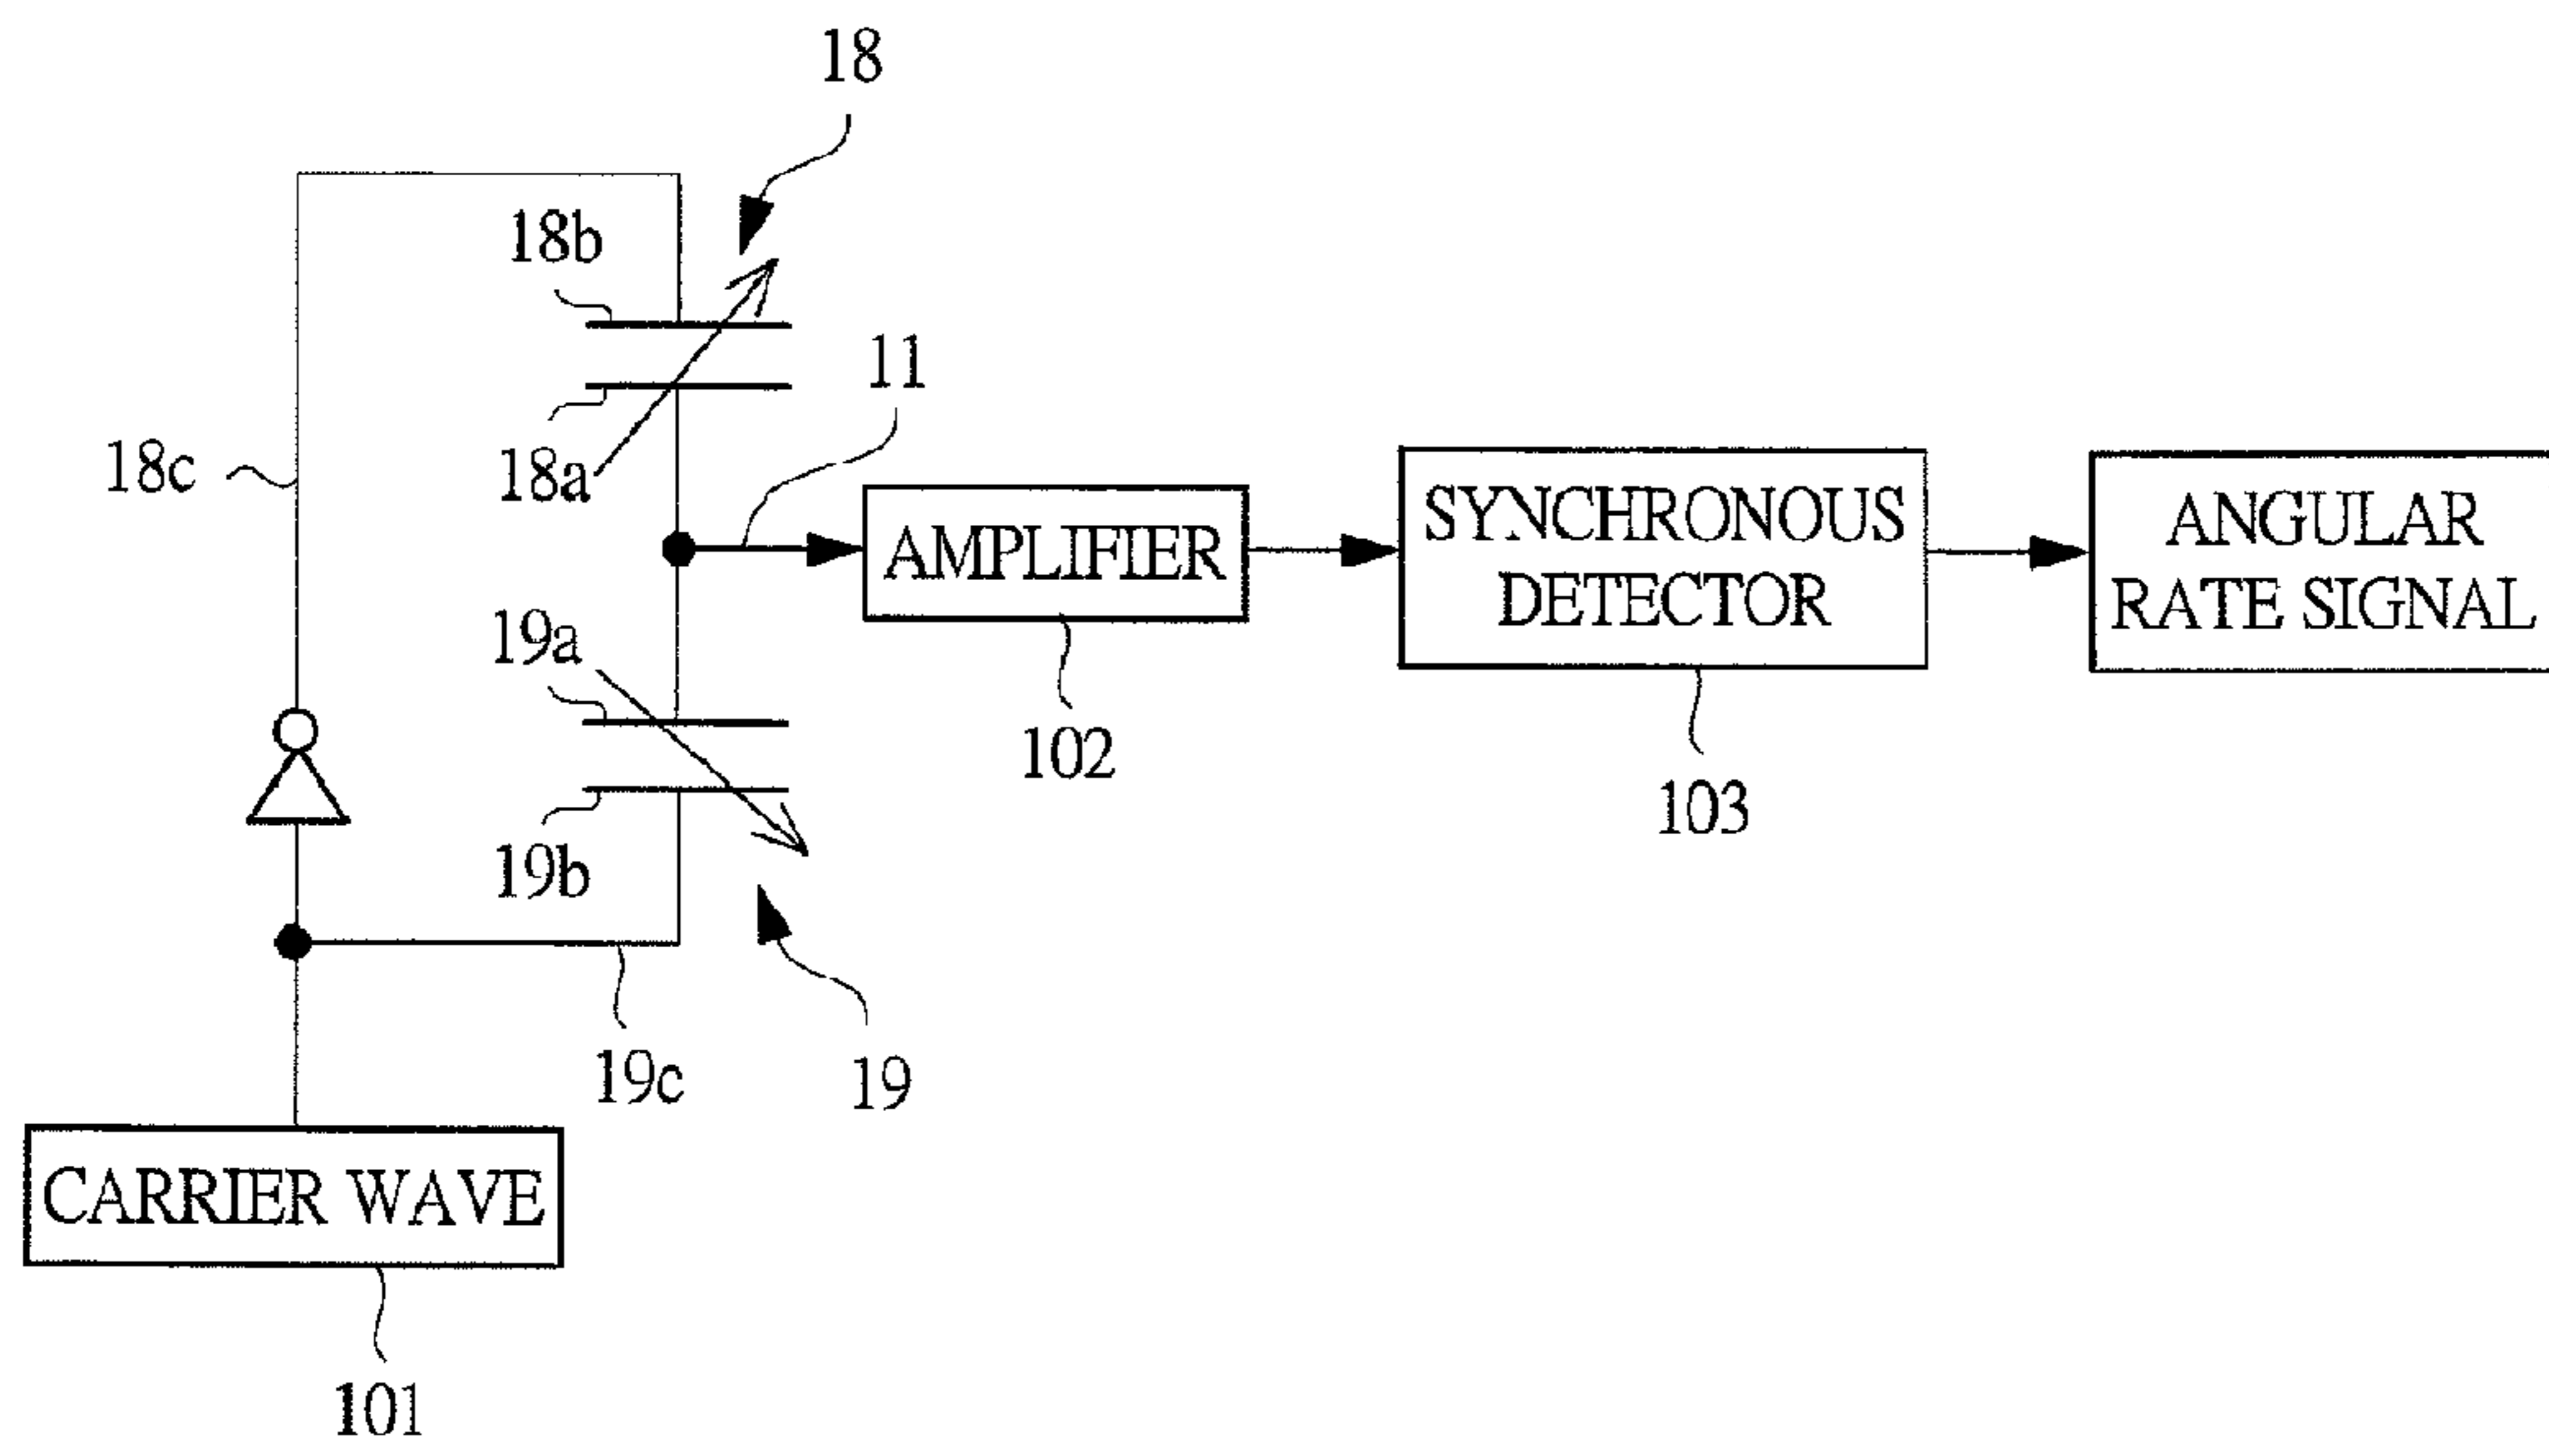 18
18b
11
18c
18a
AMPLIFIER
SYNCHRONOUS
DETECTOR
ANGULAR
RATE SIGNAL
19a
102
103
19b
19c
19
CARRIER WAVE
101